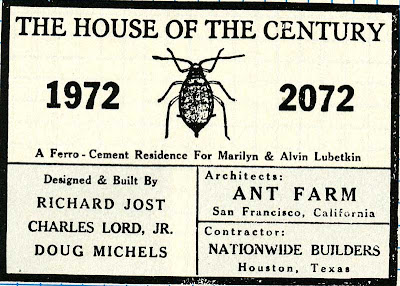 THE HOUSE OF THE CENTURY
1972 2072
A Ferro-Cement Residence For Marilyn & Alvin Lubetkin
Designed & Built By
RICHARD JOST
CHARLES LORD, JR.
DOUG MICHELS
Architects:
ANT FARM
San Francisco, California
Contractor:
NATIONWIDE BUILDERS
Houston, Texas